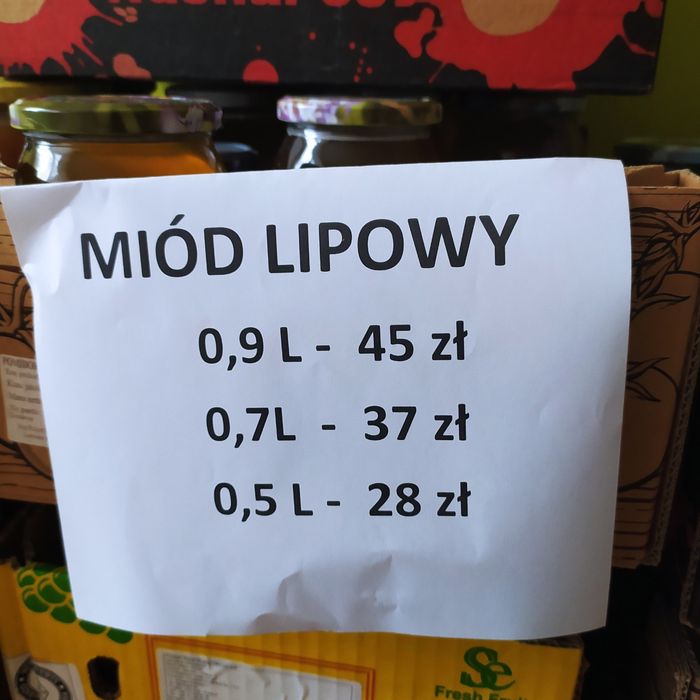 MIÓD LIPOWY
0,9 L - 45 zł
0,7L - 37 zł
0,5 L - 28 zł
Fresh